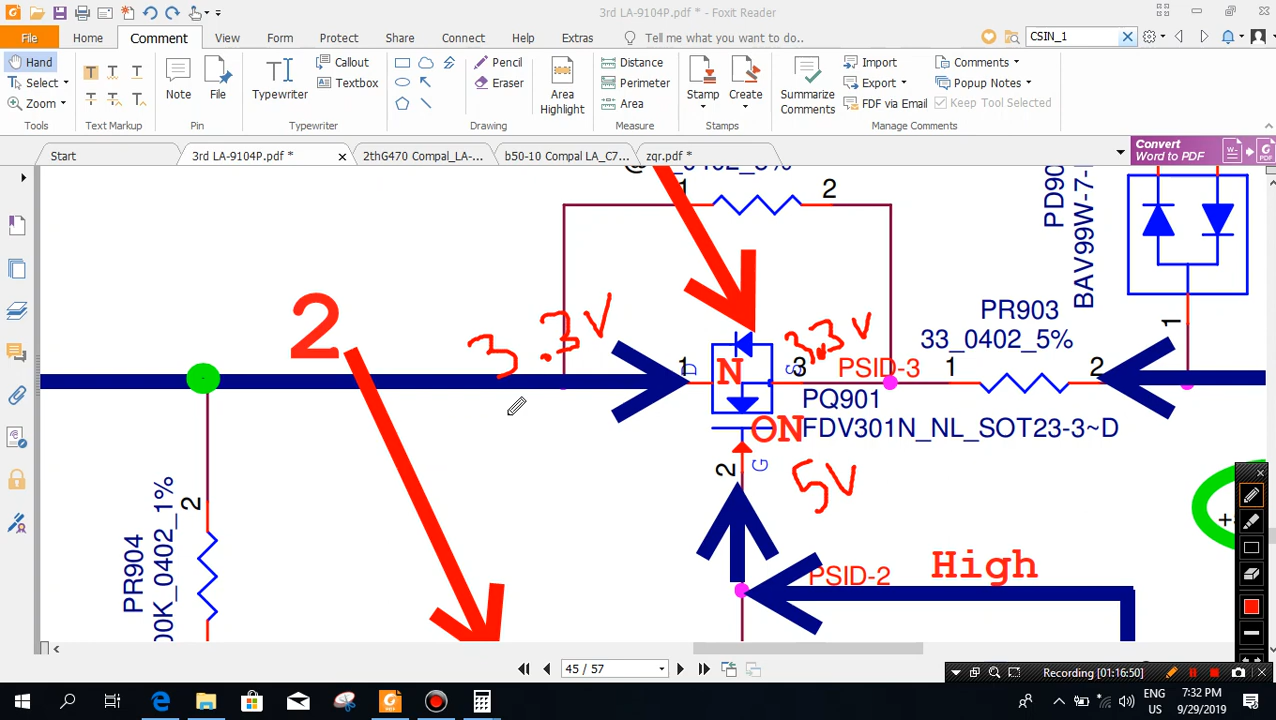 3rd LA-9104P.pdf * - Foxit Reader
File Home Comment View Form Protect Share Connect Help Extras Tell me what you want to do... CSIN_1
Hand
Select
Zoom
Tools
Text Markup
Note
File
Pin
Typewriter
Callout
Textbox
Typewriter
Pencil
Eraser
Area Highlight
Drawing
Distance
Perimeter
Area
Measure
Stamp
Create
Stamps
Summarize Comments
Import
Export
FDF via Email
Comments
Popup Notes
Keep Tool Selected
Manage Comments
Start
3rd LA-9104P.pdf *
2thG470 Compal_LA-...
b50-10 Compal LA_C7...
zqr.pdf *
Convert
Word to PDF
1
2
BAV99W-7-
PR903
33_0402_5%
2
3.3V
3.3V
1
D
N
S
3
PSID-3
1
2
1
PQ901
FDV301N_NL_SOT23-3~D
ON
2
G
5V
PSID-2
High
2
PR904
00K_0402_1%
45 / 57
Recording [01:16:50]
ENG
US
7:32 PM
9/29/2019